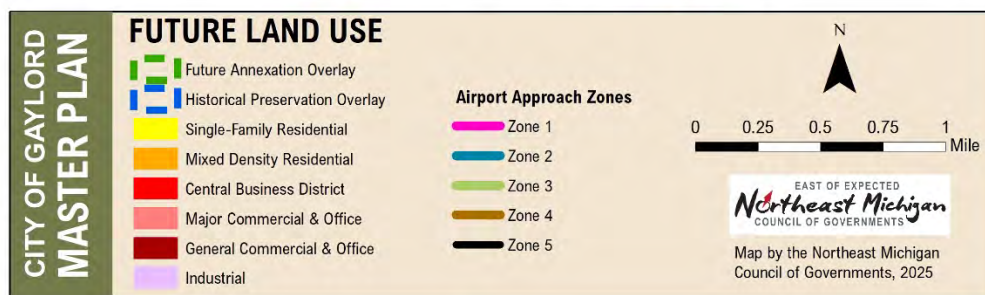 CITY OF GAYLORD
MASTER PLAN
FUTURE LAND USE
Future Annexation Overlay
Historical Preservation Overlay
Single-Family Residential
Mixed Density Residential
Central Business District
Major Commercial & Office
General Commercial & Office
Industrial
Airport Approach Zones
Zone 1
Zone 2
Zone 3
Zone 4
Zone 5
N
0 0.25 0.5 0.75 1
Mile
EAST OF EXPECTED
Northeast Michigan
COUNCIL OF GOVERNMENTS
Map by the Northeast Michigan
Council of Governments, 2025